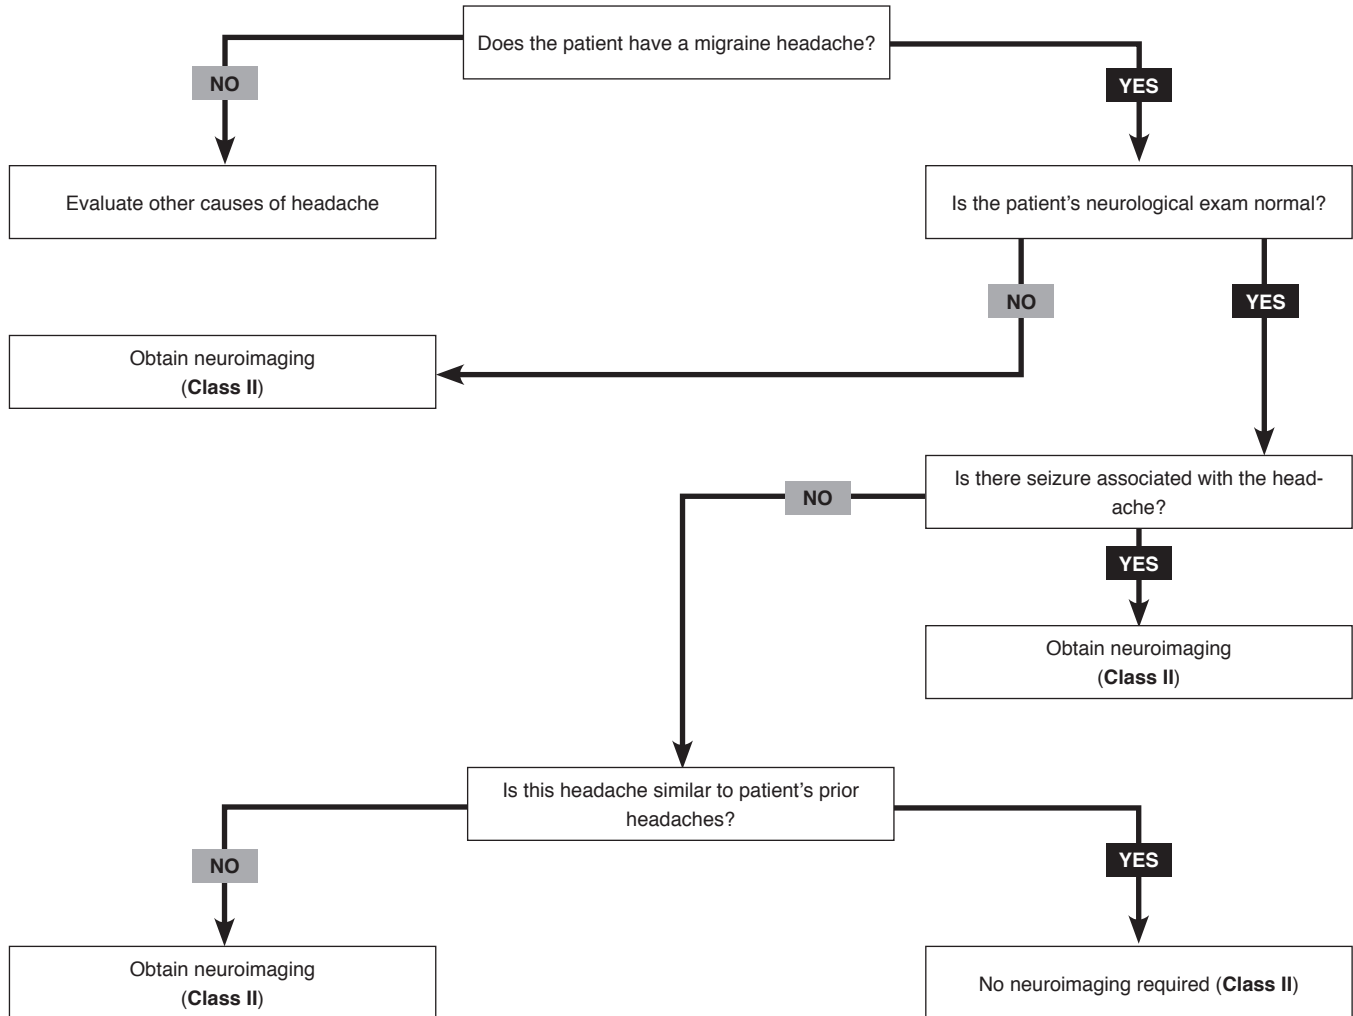 Does the patient have a migraine headache?
NO
YES
Evaluate other causes of headache
Is the patient’s neurological exam normal?
NO
YES
Obtain neuroimaging
(Class II)
Is there seizure associated with the head-
ache?
NO
YES
Obtain neuroimaging
(Class II)
Is this headache similar to patient’s prior
headaches?
NO
YES
Obtain neuroimaging
(Class II)
No neuroimaging required (Class II)